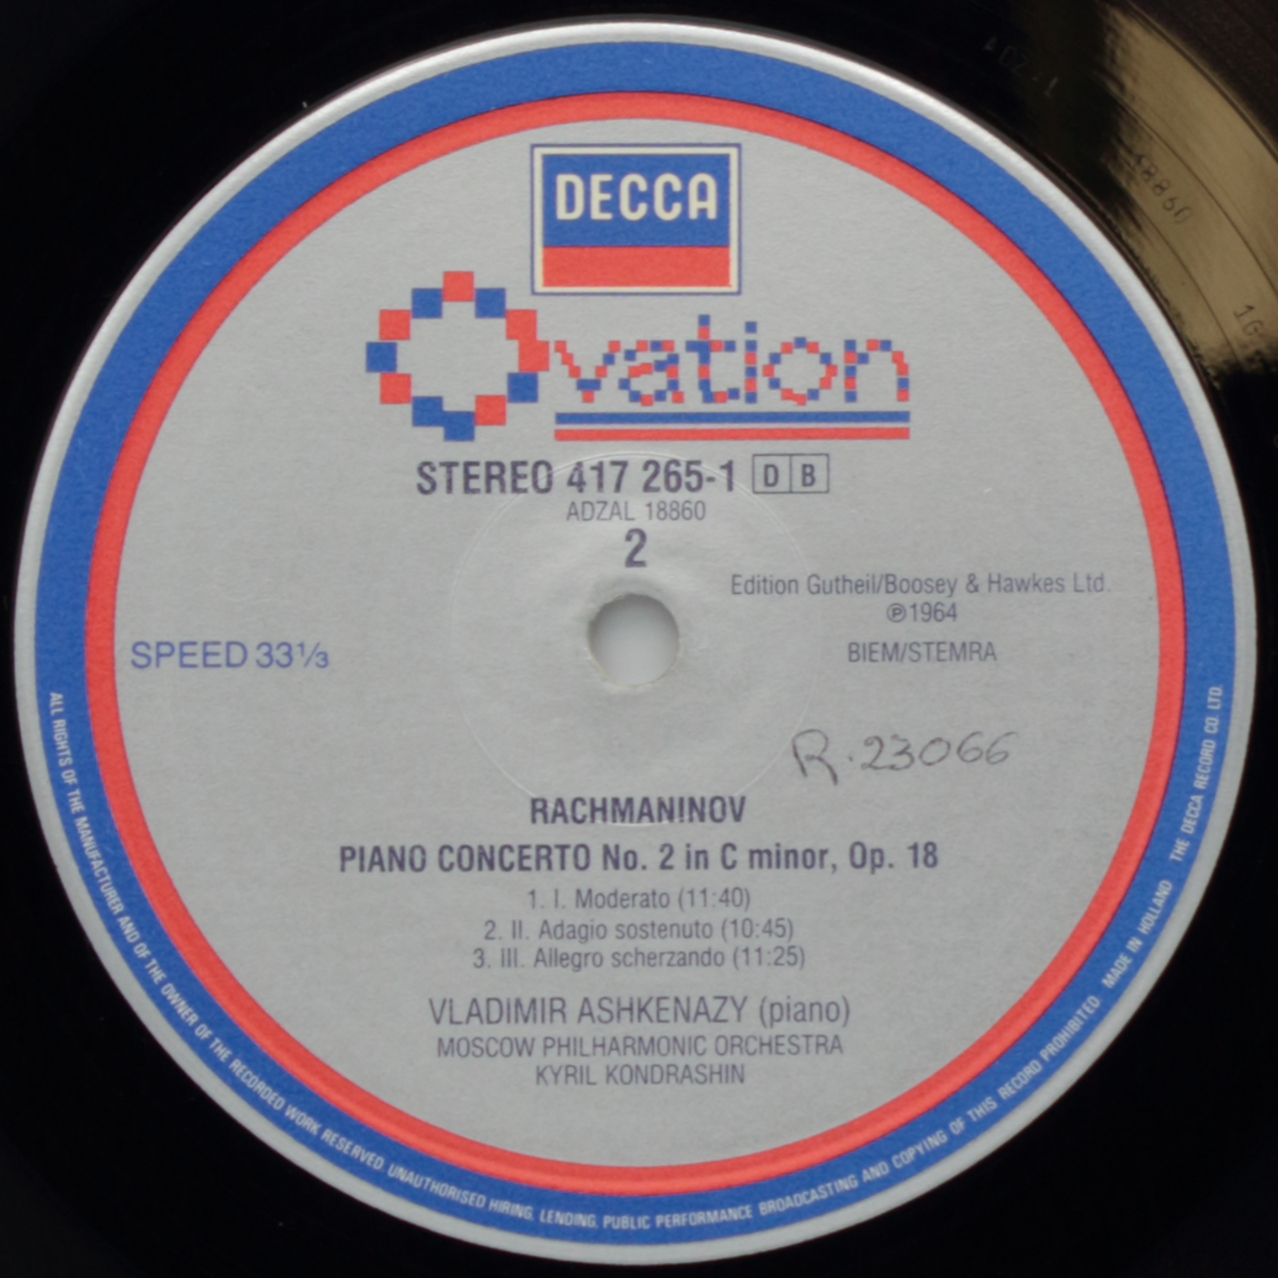 DECCA
Ovation
STEREO 417 265-1 D B
ADZAL 18860
2
Edition Gutheil/Boosey & Hawkes Ltd.
℗1964
SPEED 33⅓
BIEM/STEMRA
R.23066
RACHMANINOV
PIANO CONCERTO No. 2 in C minor, Op. 18
1. I. Moderato (11:40)
2. II. Adagio sostenuto (10:45)
3. III. Allegro scherzando (11:25)
VLADIMIR ASHKENAZY (piano)
MOSCOW PHILHARMONIC ORCHESTRA
KYRIL KONDRASHIN
ALL RIGHTS OF THE MANUFACTURER AND OF THE OWNER OF THE RECORDED WORK RESERVED. UNAUTHORISED HIRING, LENDING, PUBLIC PERFORMANCE BROADCASTING AND COPYING OF THIS RECORD PROHIBITED. MADE IN HOLLAND THE DECCA RECORD CO. LTD.
18860